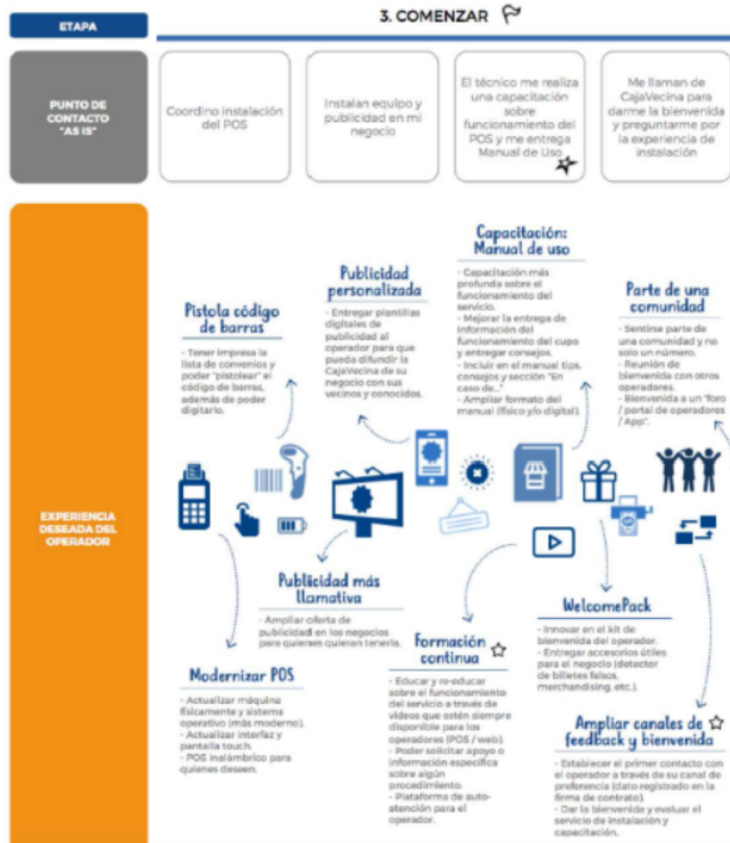 ETAPA
3. COMENZAR
PUNTO DE
CONTACTO
"AS IS"
Coordino instalación
del POS
Instalan equipo y
publicidad en mi
negocio
El técnico me realiza
una capacitación
sobre
funcionamiento del
POS y me entrega
Manual de Uso
Me llaman de
CajaVecina para
darme la bienvenida
y preguntarme por
la experiencia de
instalación
EXPERIENCIA
DESEADA DEL
OPERADOR
Pistola código
de barras
- Tener impresa la
lista de convenios y
poder "pistolear" el
código de barras,
además de poder
digitarlo.
Publicidad
personalizada
- Entregar plantillas
digitales de
publicidad al
operador para que
pueda difundir la
CajaVecina de su
negocio con sus
vecinos y conocidos.
Capacitación:
Manual de uso
- Capacitación más
profunda sobre el
funcionamiento del
servicio.
- Mejorar la entrega de
información del
funcionamiento del cupo
y entregar consejos.
- Incluir en el manual tips,
consejos y sección "En
caso de..."
- Ampliar formato del
manual (físico y/o digital).
Parte de una
comunidad
- Sentirse parte de
una comunidad y no
solo un número.
- Reunión de
bienvenida con otros
operadores.
- Bienvenida a un "foro
/ portal de operadores
/ App".
Modernizar POS
- Actualizar máquina
físicamente y sistema
operativo (más moderno).
- Actualizar interfaz y
pantalla touch.
- POS inalámbrico para
quienes deseen.
Publicidad más
llamativa
- Ampliar oferta de
publicidad en los negocios
para quienes quieran tenerla.
Formación
continua
- Educar y re-educar
sobre el funcionamiento
del servicio a través de
videos que estén siempre
disponible para los
operadores (POS / web).
- Poder solicitar apoyo o
información específica
sobre algún
procedimiento.
- Plataforma de auto-
atención para el
operador.
WelcomePack
- Innovar en el kit de
bienvenida del operador.
- Entregar accesorios útiles
para el negocio (detector
de billetes falsos,
merchandising, etc.).
Ampliar canales de
feedback y bienvenida
- Establecer el primer contacto con
el operador a través de su canal de
preferencia (dato registrado en la
firma de contrato).
- Dar la bienvenida y evaluar el
servicio de instalación y
capacitación.